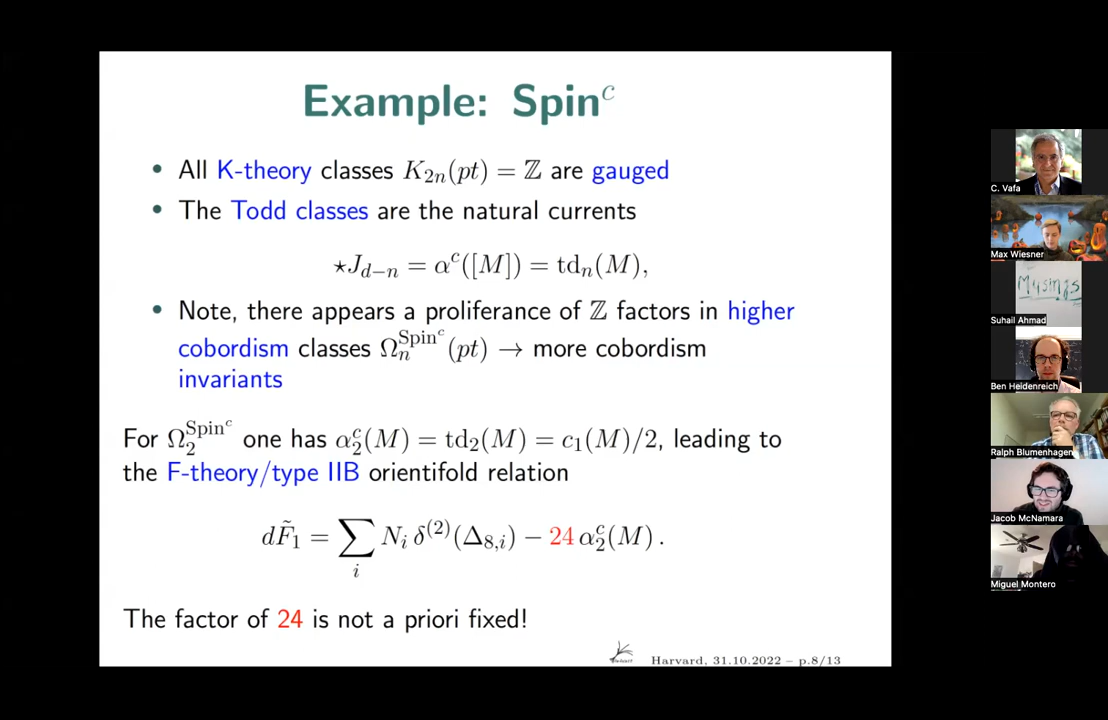 Example: Spin^c
• All K-theory classes K_{2n}(pt) = ℤ are gauged
• The Todd classes are the natural currents
⋆J_{d−n} = α^c([M]) = td_n(M),
• Note, there appears a proliferance of ℤ factors in higher
cobordism classes Ω_n^{Spin^c}(pt) → more cobordism
invariants
For Ω_2^{Spin^c} one has α_2^c(M) = td_2(M) = c_1(M)/2, leading to
the F-theory/type IIB orientifold relation
dF̃_1 = ∑_i N_i δ^{(2)}(Δ_{8,i}) − 24 α_2^c(M) .
The factor of 24 is not a priori fixed!
Harvard, 31.10.2022 – p.8/13
C. Vafa
Max Wiesner
Musings
Suhail Ahmad
Ben Heidenreich
Ralph Blumenhagen
Jacob McNamara
Miguel Montero